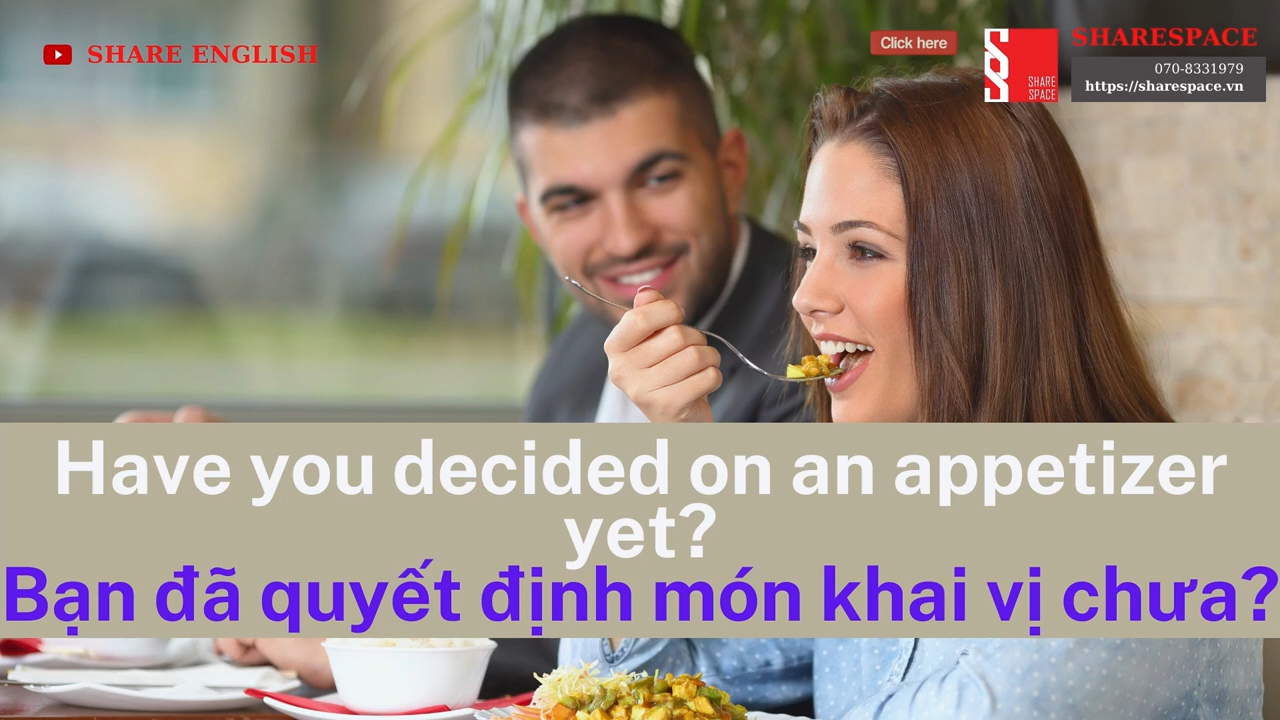 SHARE ENGLISH
Click here
SHARE
SPACE
SHARESPACE
070-8331979
https://sharespace.vn
Have you decided on an appetizer
yet?
Bạn đã quyết định món khai vị chưa?